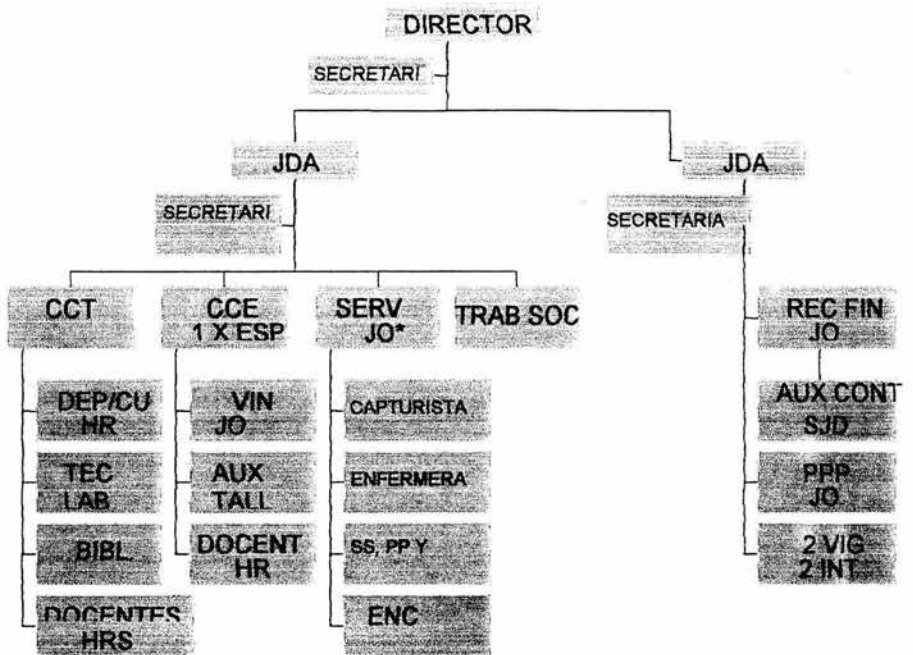 DIRECTOR
SECRETARI
JDA
JDA
SECRETARI
SECRETARIA
CCT
CCE
1 X ESP
SERV
JO*
TRAB SOC
REC FIN
JO
DEP/CU
HR
VIN
JO
CAPTURISTA
AUX CONT
SJD
TEC
LAB
AUX
TALL
ENFERMERA
PPP
JO
BIBL.
DOCENT
HR
SS, PP Y
2 VIG
2 INT.
DOCENTES
HRS
ENC